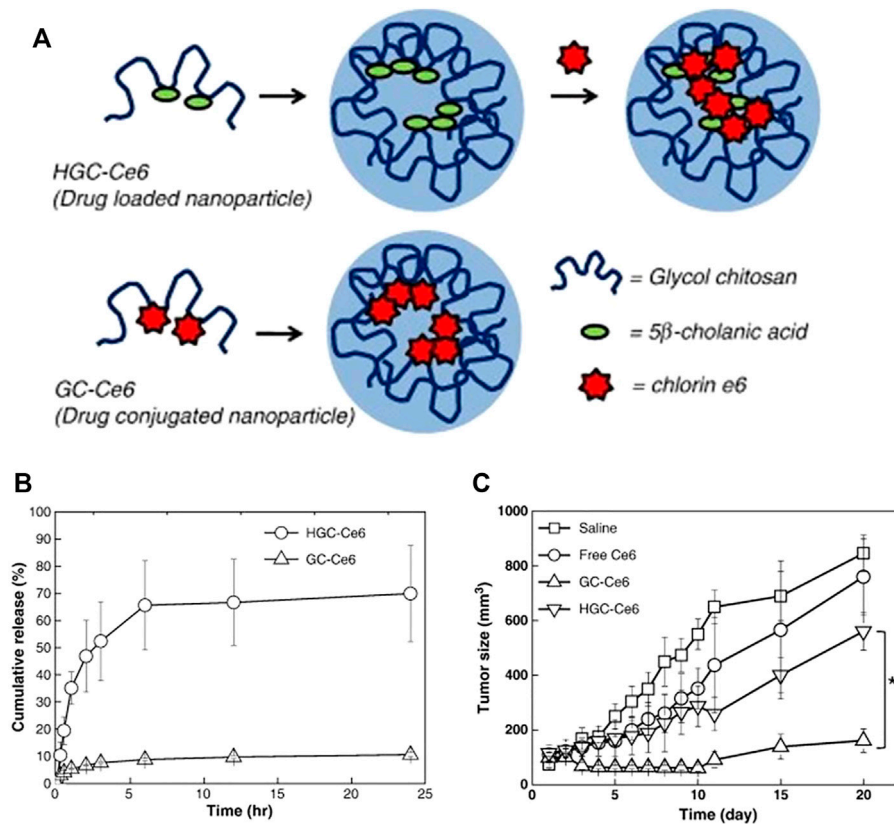 A
HGC-Ce6
(Drug loaded nanoparticle)
GC-Ce6
(Drug conjugated nanoparticle)
= Glycol chitosan
= 5β-cholanic acid
= chlorin e6
B
Cumulative release (%)
100
90
80
70
60
50
40
30
20
10
0
HGC-Ce6
GC-Ce6
0 5 10 15 20 25
Time (hr)
C
Tumor size (mm³)
1000
800
600
400
200
0
Saline
Free Ce6
GC-Ce6
HGC-Ce6
*
0 5 10 15 20
Time (day)